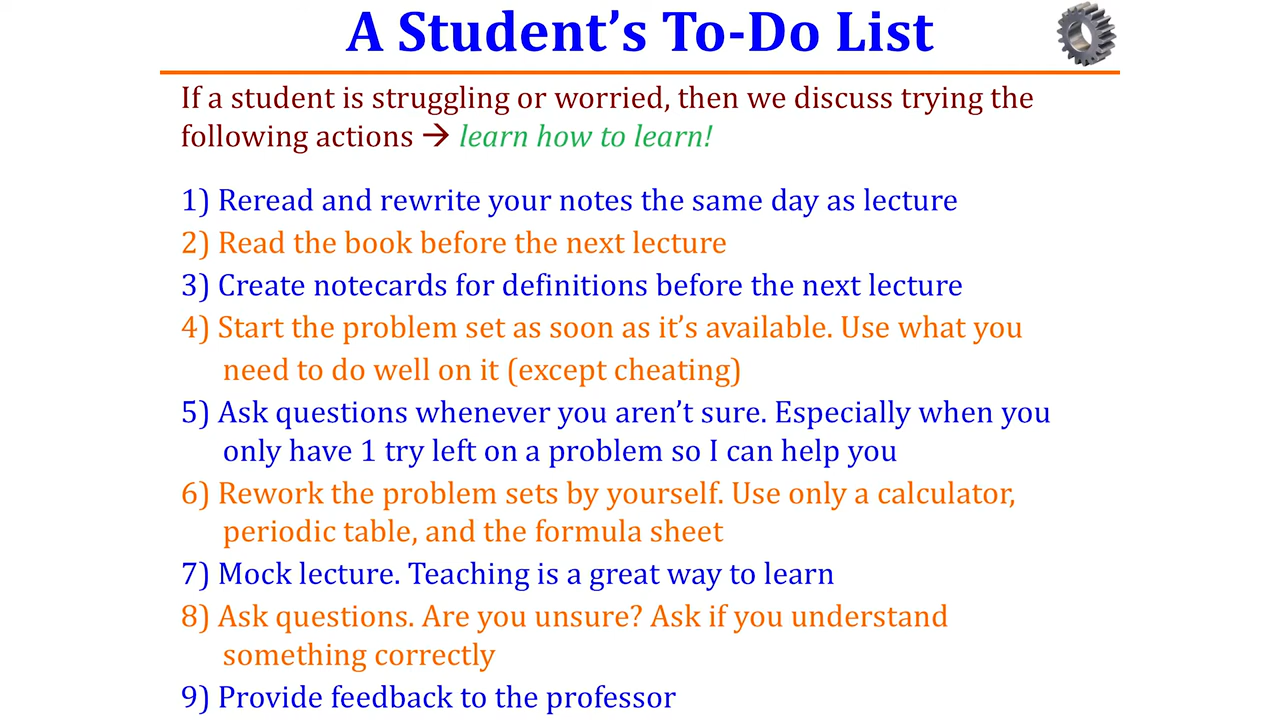 A Student’s To-Do List
If a student is struggling or worried, then we discuss trying the
following actions → learn how to learn!
1) Reread and rewrite your notes the same day as lecture
2) Read the book before the next lecture
3) Create notecards for definitions before the next lecture
4) Start the problem set as soon as it’s available. Use what you
need to do well on it (except cheating)
5) Ask questions whenever you aren’t sure. Especially when you
only have 1 try left on a problem so I can help you
6) Rework the problem sets by yourself. Use only a calculator,
periodic table, and the formula sheet
7) Mock lecture. Teaching is a great way to learn
8) Ask questions. Are you unsure? Ask if you understand
something correctly
9) Provide feedback to the professor